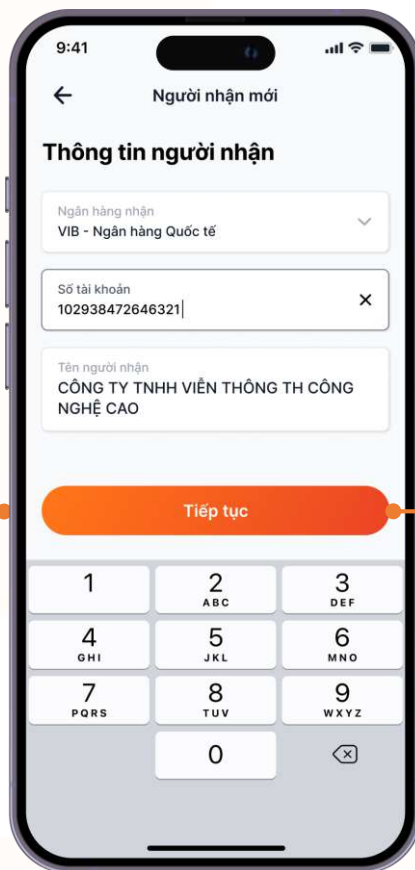 9:41
Người nhận mới
Thông tin người nhận
Ngân hàng nhận
VIB - Ngân hàng Quốc tế
Số tài khoản
102938472646321
Tên người nhận
CÔNG TY TNHH VIỄN THÔNG TH CÔNG
NGHỆ CAO
Tiếp tục
1 2 3
ABC DEF
4 5 6
GHI JKL MNO
7 8 9
PQRS TUV WXYZ
0